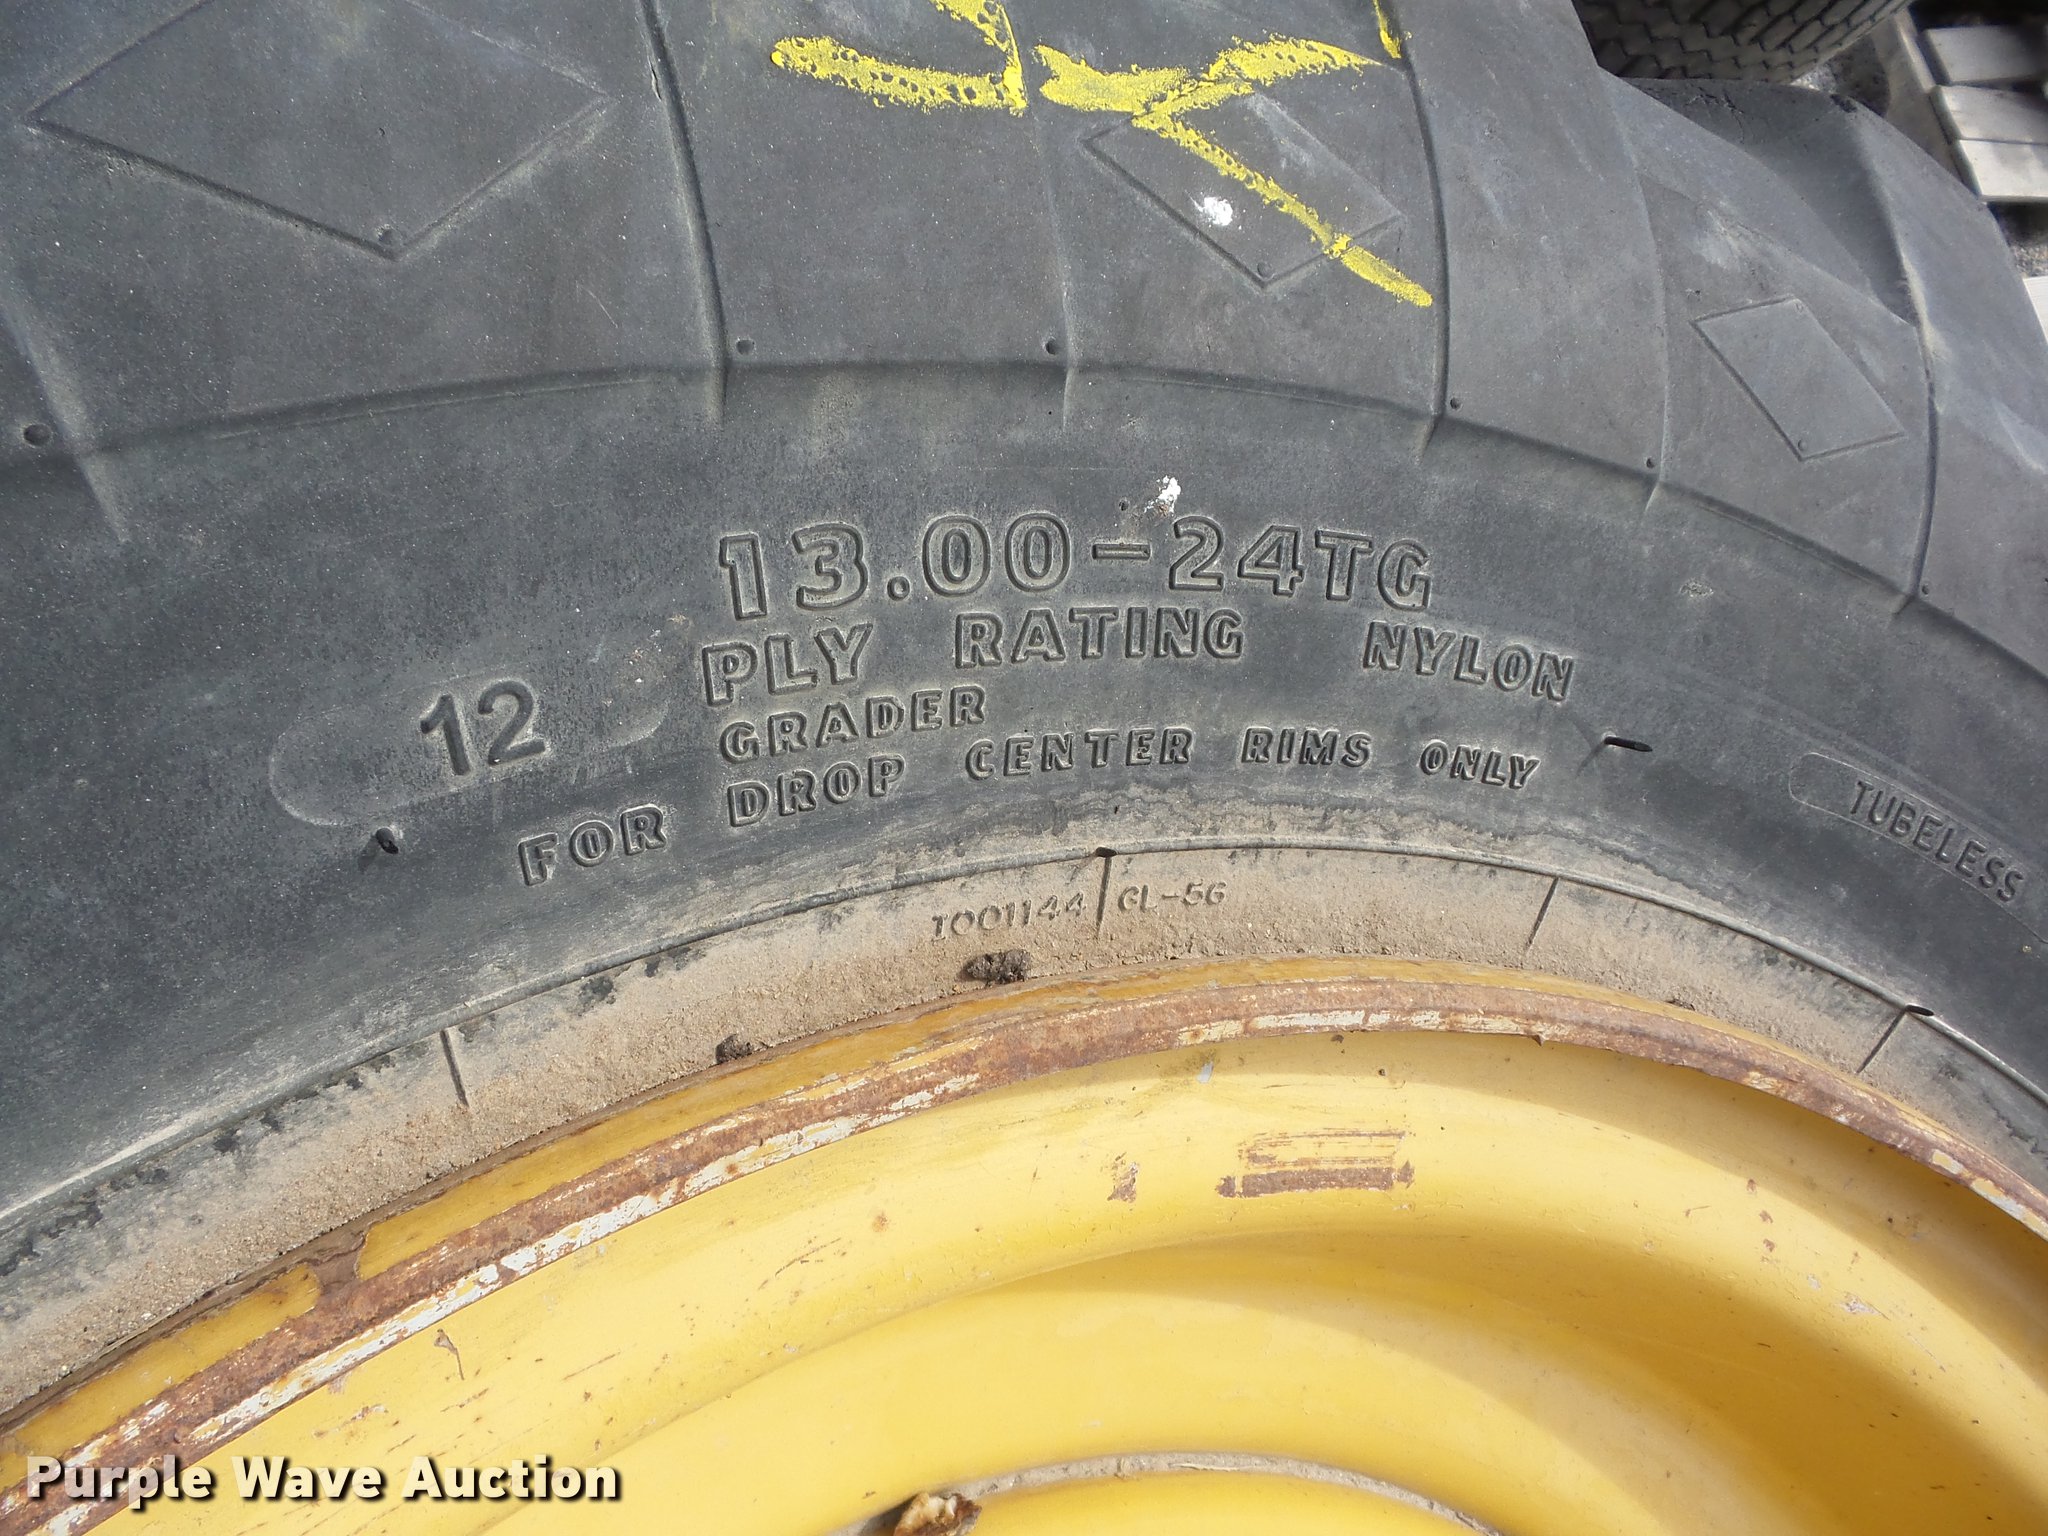 13.00-24TG
12 PLY RATING NYLON
GRADER
FOR DROP CENTER RIMS ONLY
TUBELESS
1001144 GL-56
Purple Wave Auction